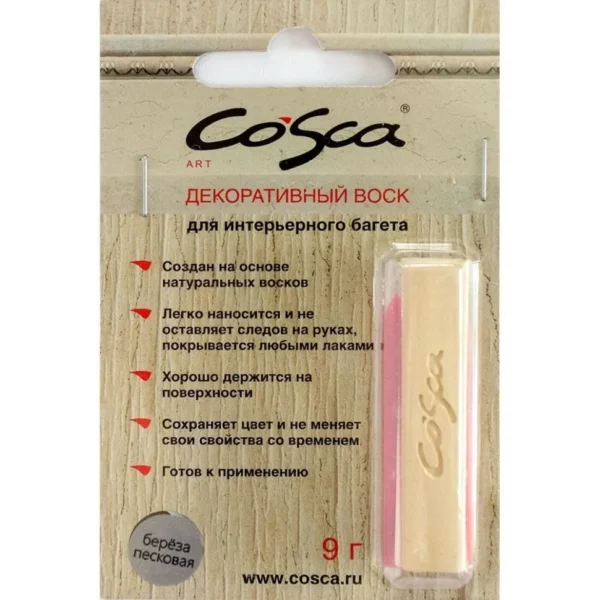 Cosca®
ART
ДЕКОРАТИВНЫЙ ВОСК
для интерьерного багета
Создан на основе
натуральных восков
Легко наносится и не
оставляет следов на руках,
покрывается любыми лаками
Хорошо держится на
поверхности
Сохраняет цвет и не меняет
свои свойства со временем
Готов к применению
Cosca
берёза
песковая
9 г
www.cosca.ru